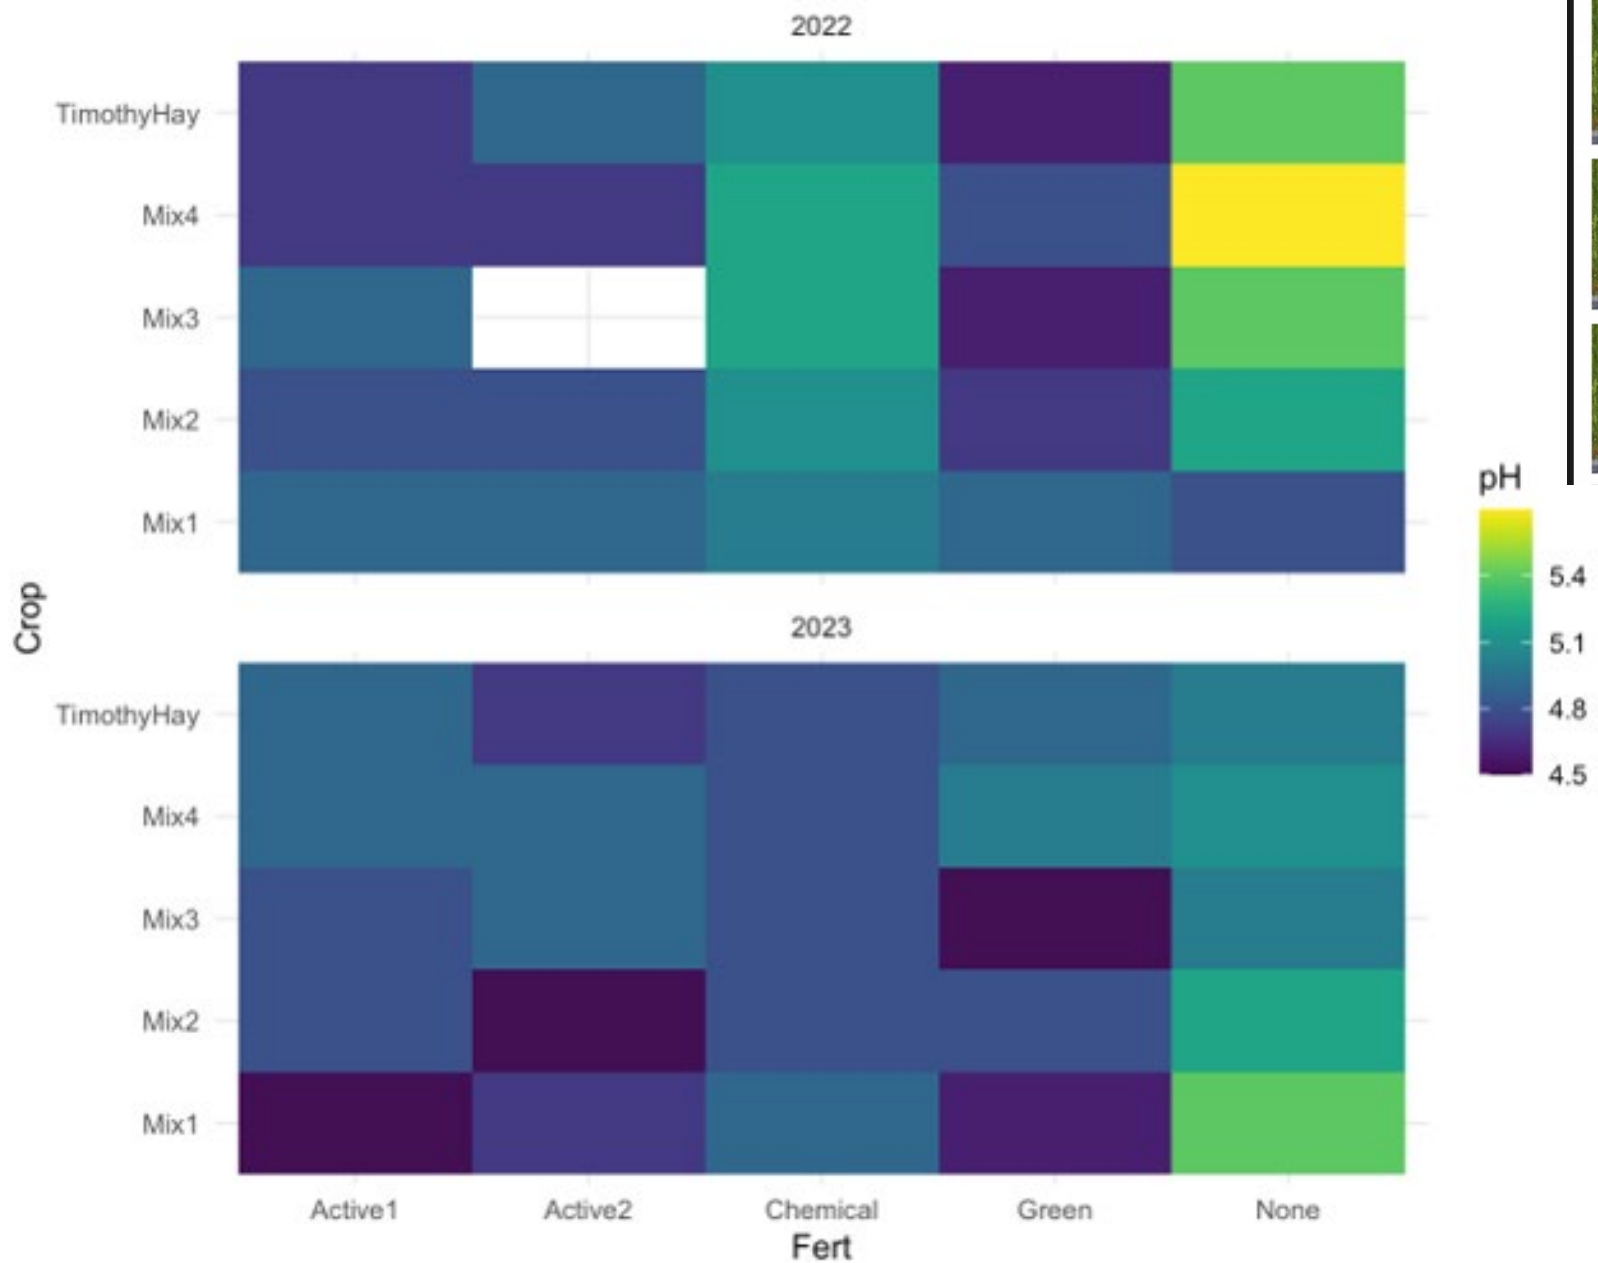 2022
TimothyHay
Mix4
Mix3
Mix2
Mix1
Crop
2023
TimothyHay
Mix4
Mix3
Mix2
Mix1
Active1 Active2 Chemical Green None
Fert
pH
5.4
5.1
4.8
4.5